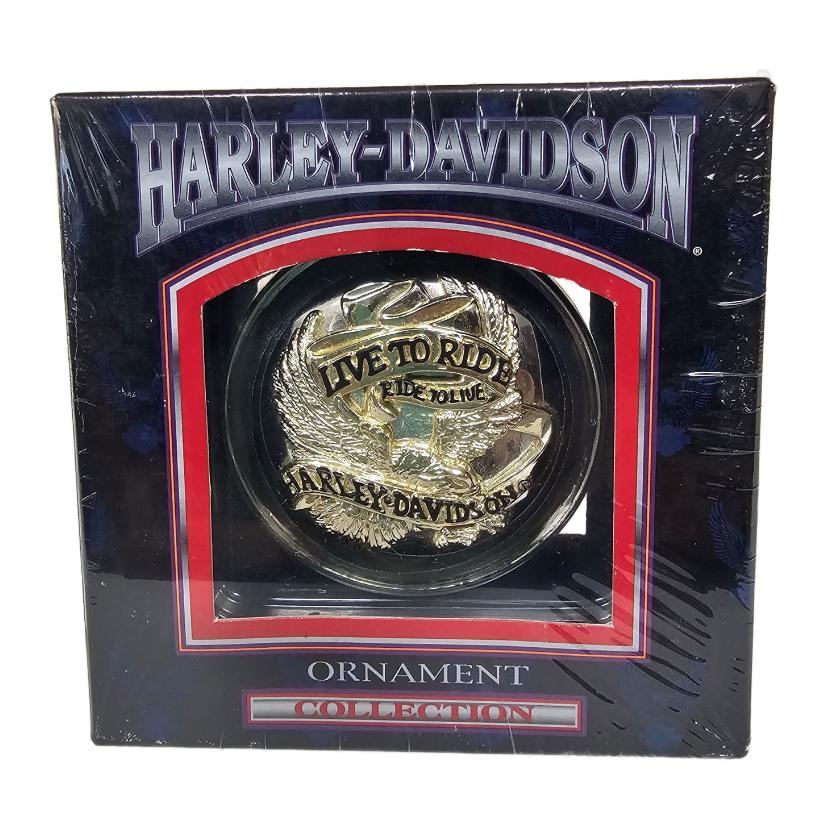 HARLEY-DAVIDSON®
LIVE TO RIDE
RIDE TO LIVE
HARLEY-DAVIDSON®
ORNAMENT
COLLECTION